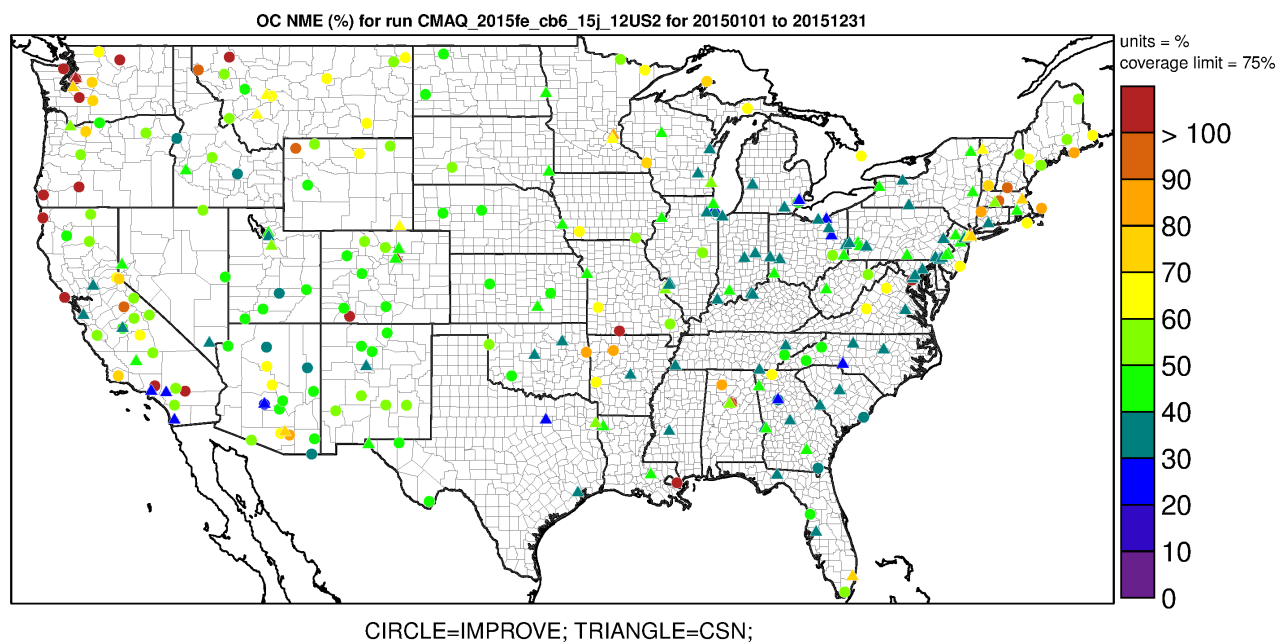 OC NME (%) for run CMAQ_2015fe_cb6_15j_12US2 for 20150101 to 20151231
units = %
coverage limit = 75%
> 100
90
80
70
60
50
40
30
20
10
0
CIRCLE=IMPROVE; TRIANGLE=CSN;